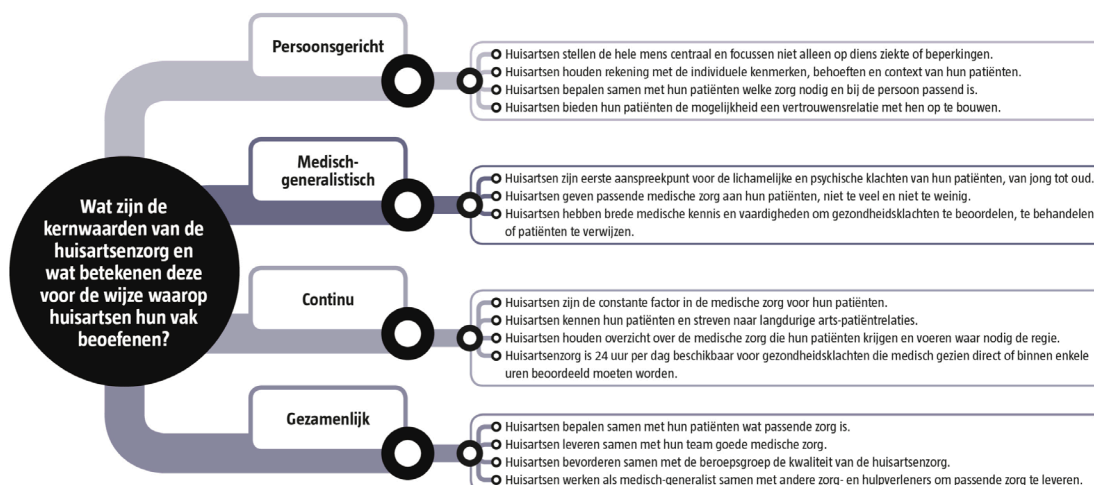 Wat zijn de
kernwaarden van de
huisartsenzorg en
wat betekenen deze
voor de wijze waarop
huisartsen hun vak
beoefenen?
Persoonsgericht
Huisartsen stellen de hele mens centraal en focussen niet alleen op diens ziekte of beperkingen.
Huisartsen houden rekening met de individuele kenmerken, behoeften en context van hun patiënten.
Huisartsen bepalen samen met hun patiënten welke zorg nodig en bij de persoon passend is.
Huisartsen bieden hun patiënten de mogelijkheid een vertrouwensrelatie met hen op te bouwen.
Medisch-
generalistisch
Huisartsen zijn eerste aanspreekpunt voor de lichamelijke en psychische klachten van hun patiënten, van jong tot oud.
Huisartsen geven passende medische zorg aan hun patiënten, niet te veel en niet te weinig.
Huisartsen hebben brede medische kennis en vaardigheden om gezondheidsklachten te beoordelen, te behandelen
of patiënten te verwijzen.
Continu
Huisartsen zijn de constante factor in de medische zorg voor hun patiënten.
Huisartsen kennen hun patiënten en streven naar langdurige arts-patiëntrelaties.
Huisartsen houden overzicht over de medische zorg die hun patiënten krijgen en voeren waar nodig de regie.
Huisartsenzorg is 24 uur per dag beschikbaar voor gezondheidsklachten die medisch gezien direct of binnen enkele
uren beoordeeld moeten worden.
Gezamenlijk
Huisartsen bepalen samen met hun patiënten wat passende zorg is.
Huisartsen leveren samen met hun team goede medische zorg.
Huisartsen bevorderen samen met de beroepsgroep de kwaliteit van de huisartsenzorg.
Huisartsen werken als medisch-generalist samen met andere zorg- en hulpverleners om passende zorg te leveren.